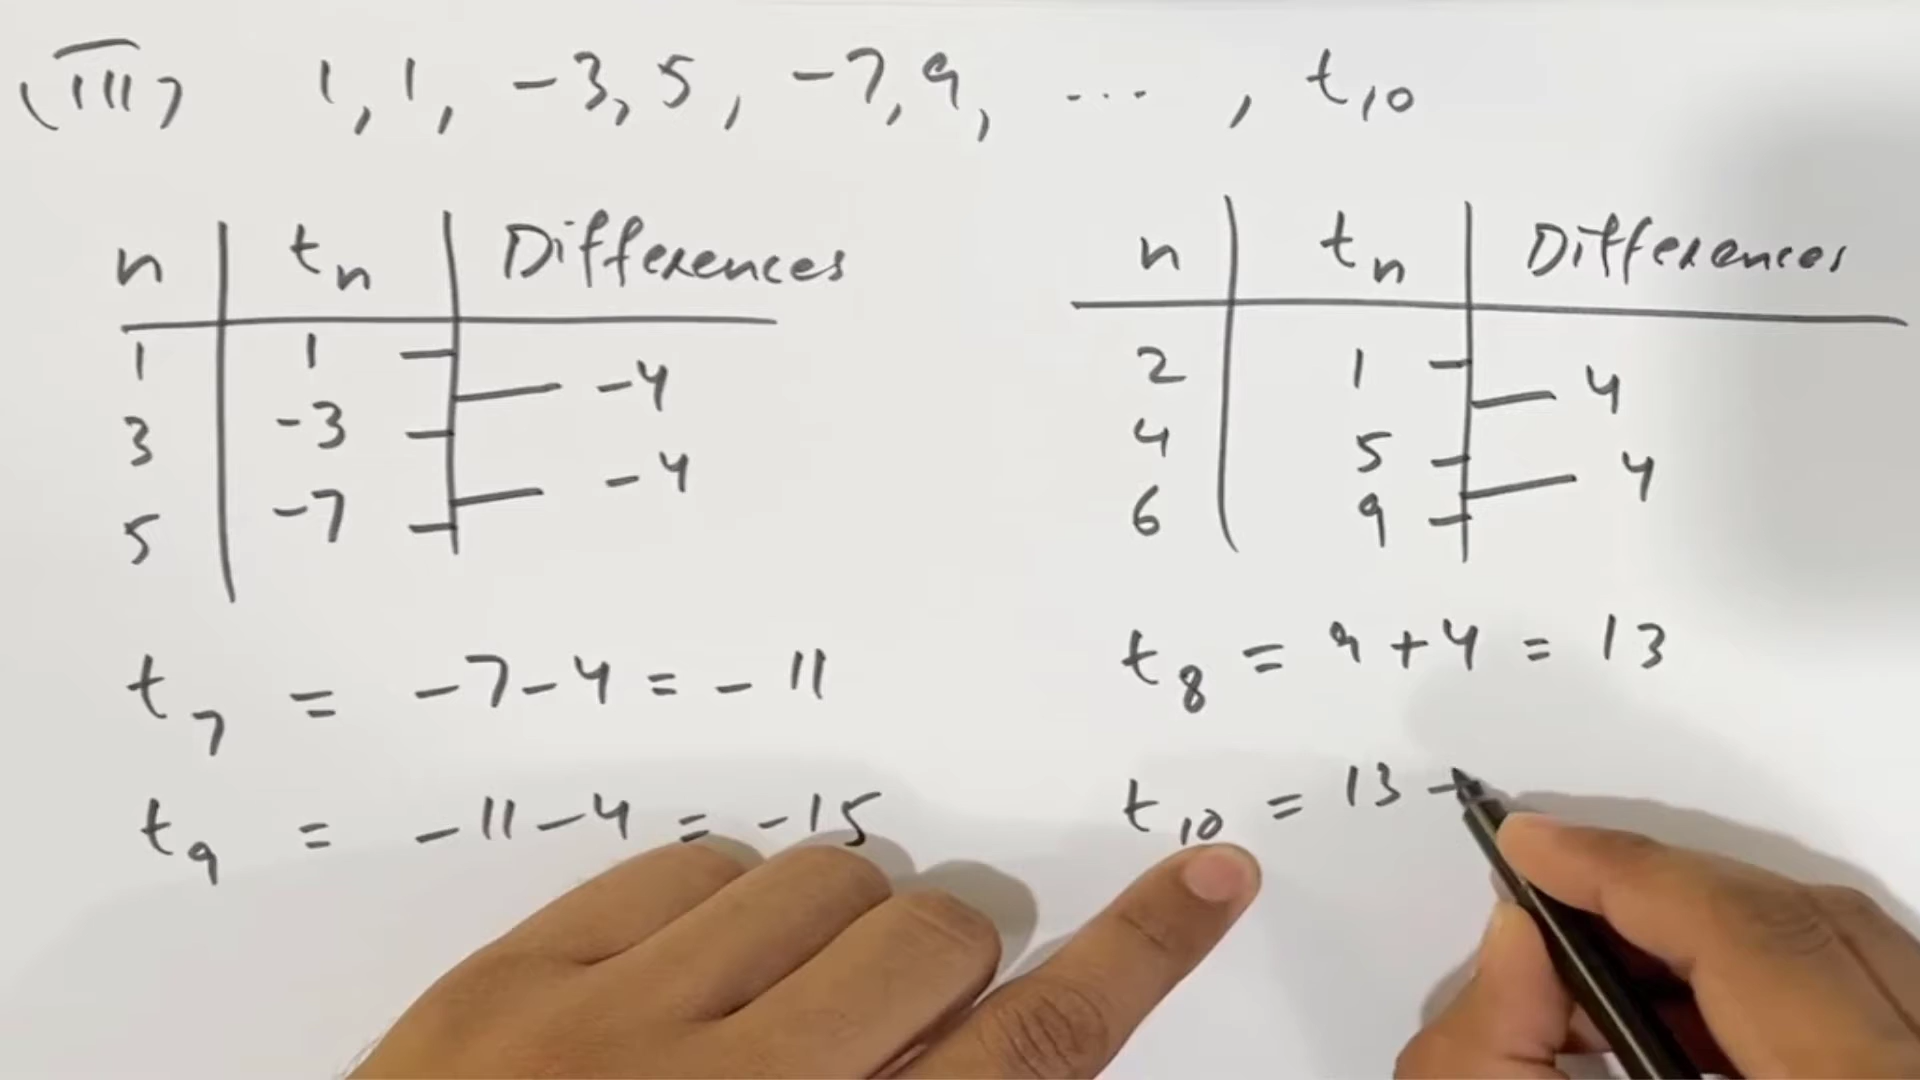 (III) 1, 1, -3, 5, -7, 9, ... , t10
n tn Differences
1 1
-4
3 -3
-4
5 -7
t7 = -7-4 = -11
t9 = -11-4 = -15
n tn Differences
2 1
4
4 5
4
6 9
t8 = 9+4 = 13
t10 = 13 -